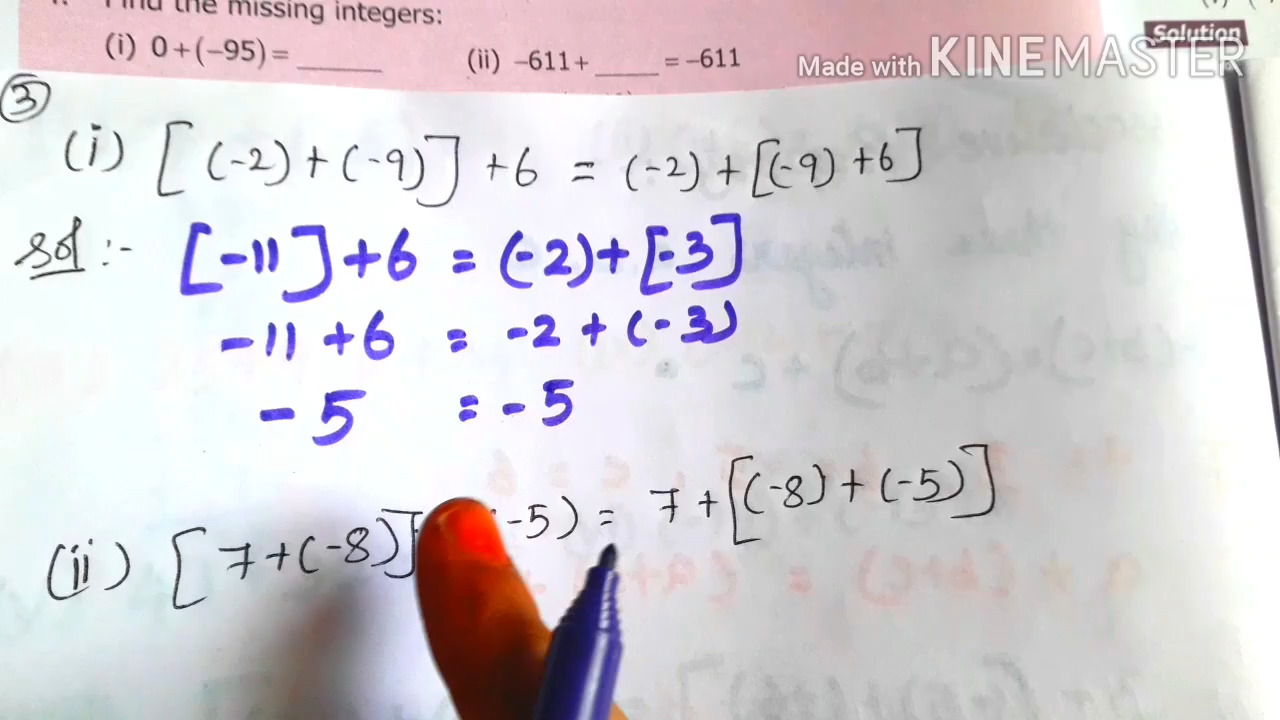 Find the missing integers:
(i) 0+(−95)= _____ (ii) −611+ ____ = −611
Solution
Made with KINEMASTER
3
(i) [(-2)+(-9)] +6 = (-2)+[(-9)+6]
Sol :- [-11]+6 = (-2)+[-3]
-11 +6 = -2 + (-3)
-5 = -5
(ii) [7+(-8)] (-5) = 7+[(-8)+(-5)]